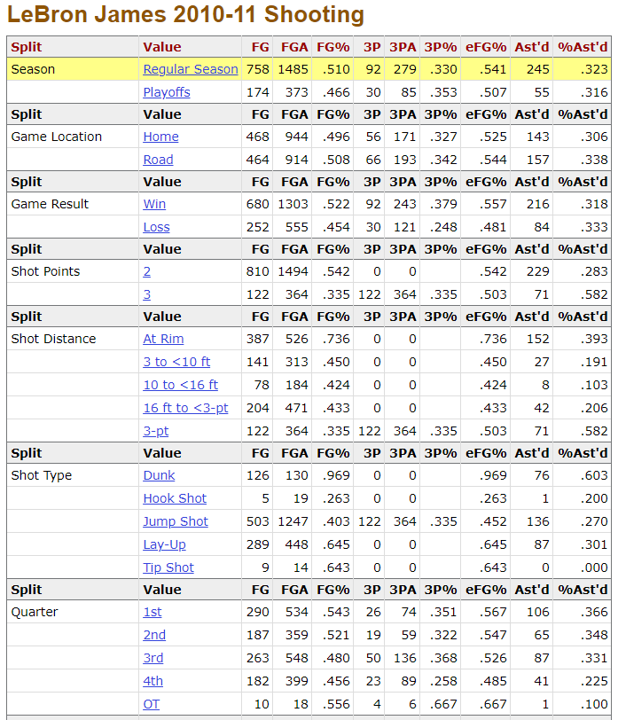 LeBron James 2010-11 Shooting
Split Value FG FGA FG% 3P 3PA 3P% eFG% Ast'd %Ast'd
Season Regular Season 758 1485 .510 92 279 .330 .541 245 .323
Playoffs 174 373 .466 30 85 .353 .507 55 .316
Split Value FG FGA FG% 3P 3PA 3P% eFG% Ast'd %Ast'd
Game Location Home 468 944 .496 56 171 .327 .525 143 .306
Road 464 914 .508 66 193 .342 .544 157 .338
Split Value FG FGA FG% 3P 3PA 3P% eFG% Ast'd %Ast'd
Game Result Win 680 1303 .522 92 243 .379 .557 216 .318
Loss 252 555 .454 30 121 .248 .481 84 .333
Split Value FG FGA FG% 3P 3PA 3P% eFG% Ast'd %Ast'd
Shot Points 2 810 1494 .542 0 0 .542 229 .283
3 122 364 .335 122 364 .335 .503 71 .582
Split Value FG FGA FG% 3P 3PA 3P% eFG% Ast'd %Ast'd
Shot Distance At Rim 387 526 .736 0 0 .736 152 .393
3 to <10 ft 141 313 .450 0 0 .450 27 .191
10 to <16 ft 78 184 .424 0 0 .424 8 .103
16 ft to <3-pt 204 471 .433 0 0 .433 42 .206
3-pt 122 364 .335 122 364 .335 .503 71 .582
Split Value FG FGA FG% 3P 3PA 3P% eFG% Ast'd %Ast'd
Shot Type Dunk 126 130 .969 0 0 .969 76 .603
Hook Shot 5 19 .263 0 0 .263 1 .200
Jump Shot 503 1247 .403 122 364 .335 .452 136 .270
Lay-Up 289 448 .645 0 0 .645 87 .301
Tip Shot 9 14 .643 0 0 .643 0 .000
Split Value FG FGA FG% 3P 3PA 3P% eFG% Ast'd %Ast'd
Quarter 1st 290 534 .543 26 74 .351 .567 106 .366
2nd 187 359 .521 19 59 .322 .547 65 .348
3rd 263 548 .480 50 136 .368 .526 87 .331
4th 182 399 .456 23 89 .258 .485 41 .225
OT 10 18 .556 4 6 .667 .667 1 .100